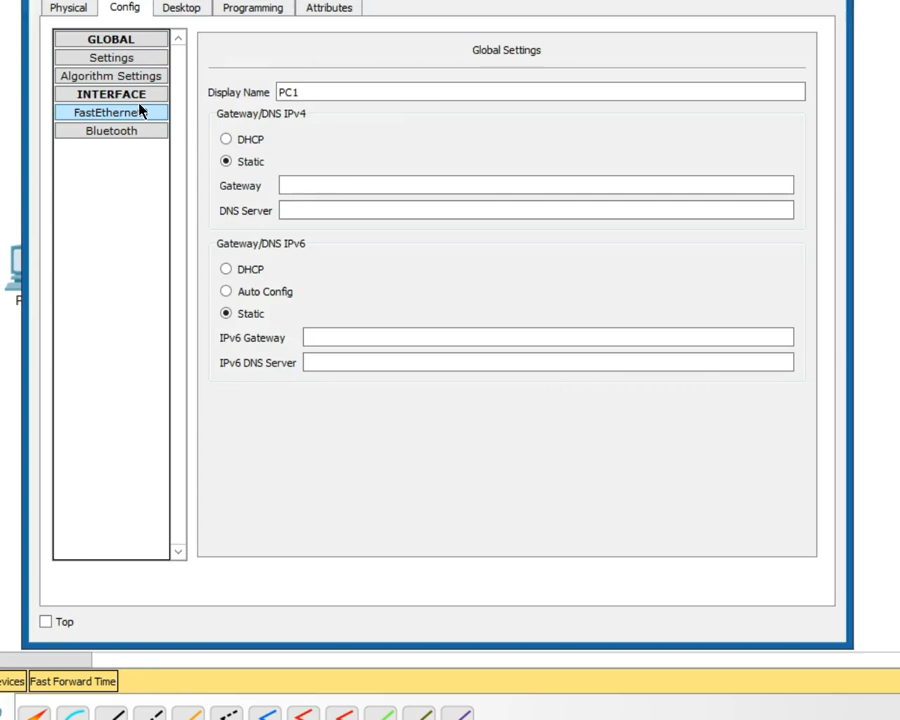 Physical Config Desktop Programming Attributes
GLOBAL
Settings
Algorithm Settings
INTERFACE
FastEthernet
Bluetooth
Global Settings
Display Name PC1
Gateway/DNS IPv4
DHCP
Static
Gateway
DNS Server
Gateway/DNS IPv6
DHCP
Auto Config
Static
IPv6 Gateway
IPv6 DNS Server
Top
Fast Forward Time